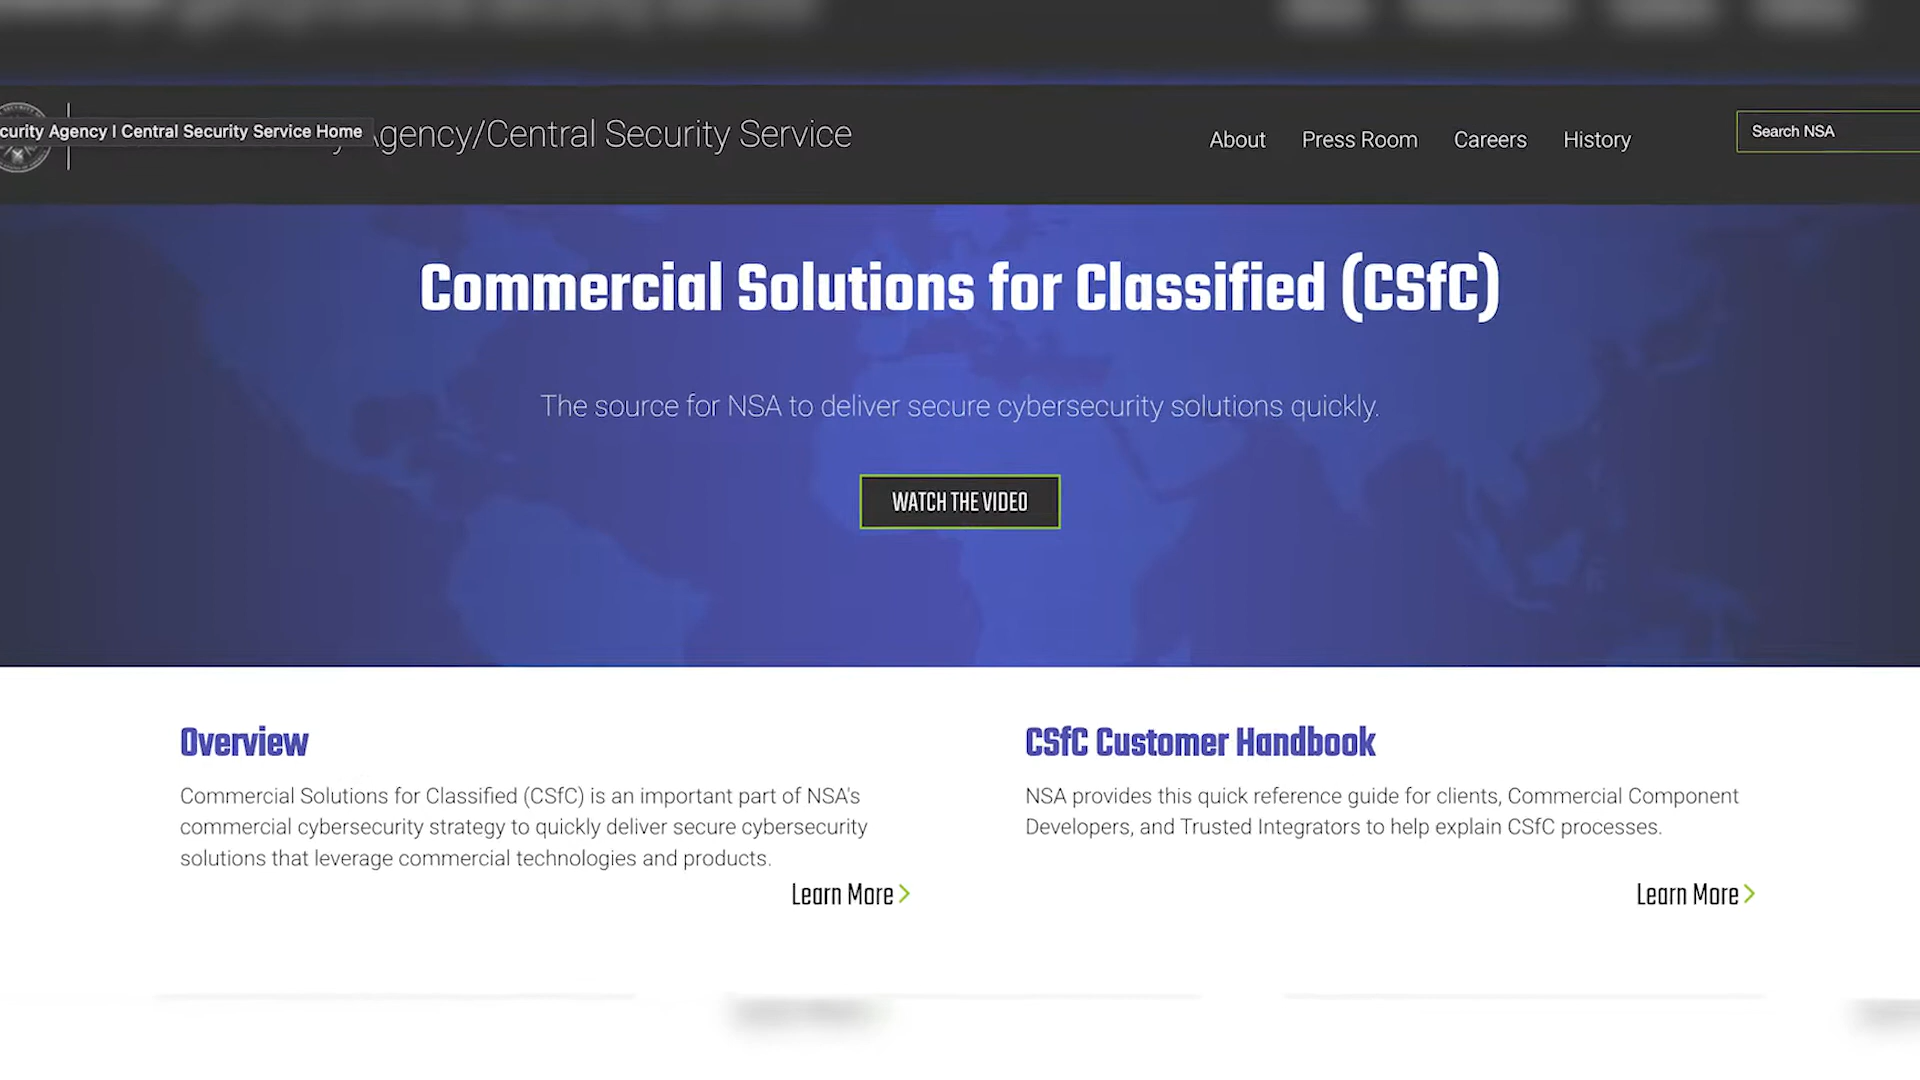 curity Agency | Central Security Service Home
Agency/Central Security Service
About Press Room Careers History
Search NSA
Commercial Solutions for Classified (CSfC)
The source for NSA to deliver secure cybersecurity solutions quickly.
WATCH THE VIDEO
Overview
Commercial Solutions for Classified (CSfC) is an important part of NSA's
commercial cybersecurity strategy to quickly deliver secure cybersecurity
solutions that leverage commercial technologies and products.
Learn More
CSfC Customer Handbook
NSA provides this quick reference guide for clients, Commercial Component
Developers, and Trusted Integrators to help explain CSfC processes.
Learn More